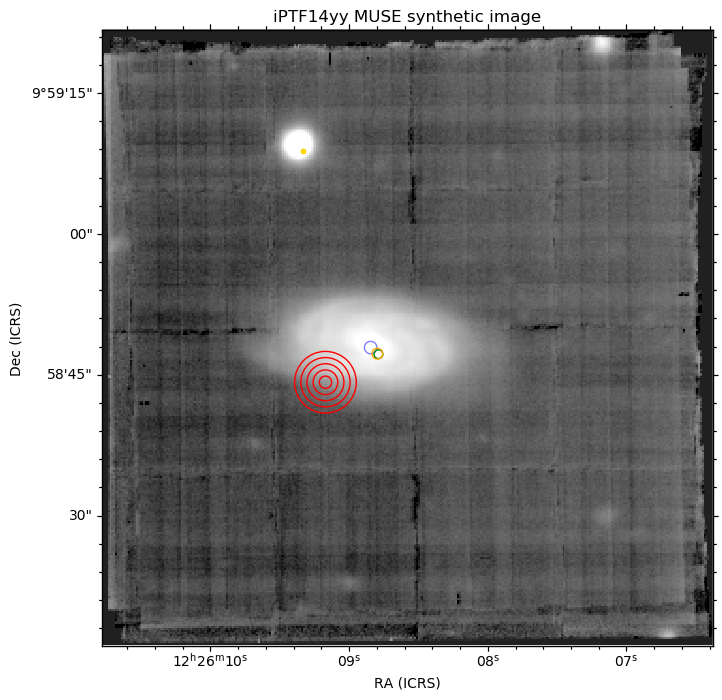 iPTF14yy MUSE synthetic image
9°59'15"
00"
58'45"
30"
Dec (ICRS)
12ʰ26ᵐ10ˢ
09ˢ
08ˢ
07ˢ
RA (ICRS)